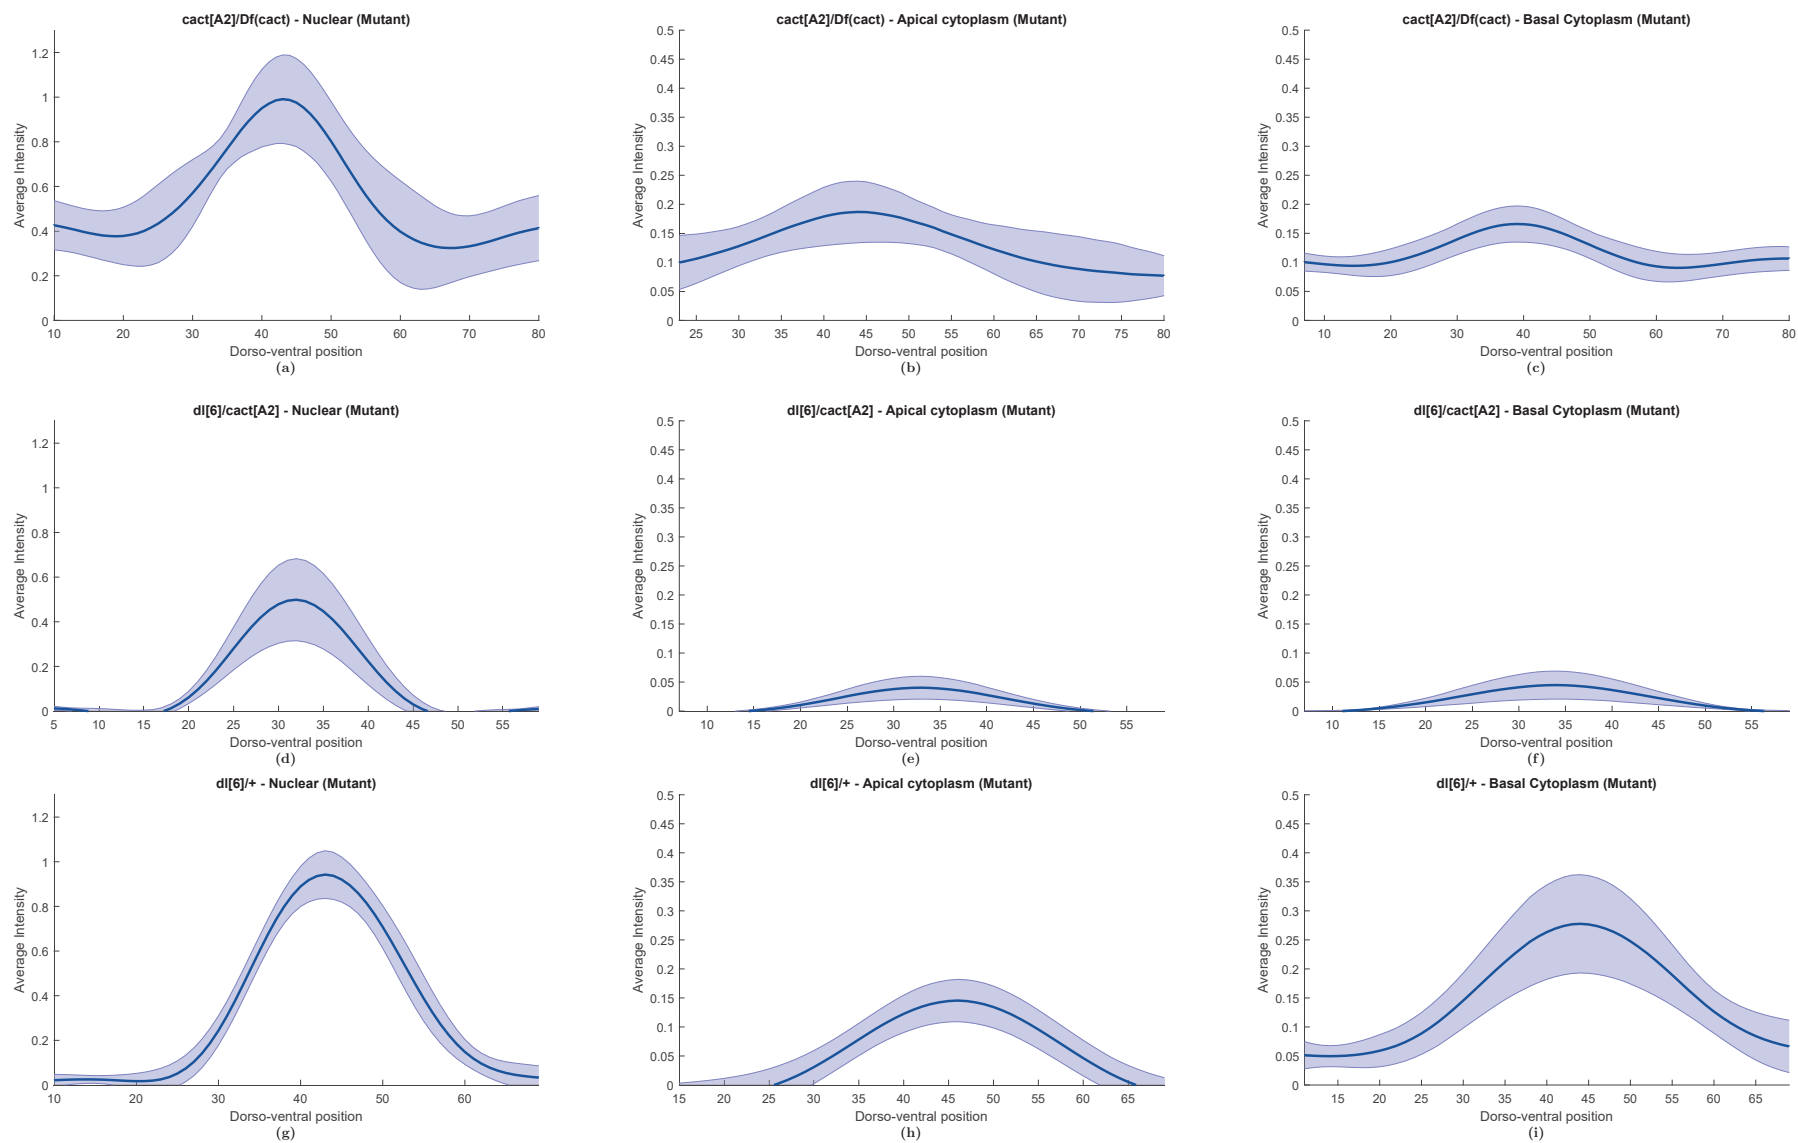 cact[A2]/Df(cact) - Nuclear (Mutant)
1.2
1
0.8
0.6
0.4
0.2
0
Average Intensity
10 20 30 40 50 60 70 80
Dorso-ventral position
(a)
cact[A2]/Df(cact) - Apical cytoplasm (Mutant)
0.5
0.45
0.4
0.35
0.3
0.25
0.2
0.15
0.1
0.05
0
Average Intensity
25 30 35 40 45 50 55 60 65 70 75 80
Dorso-ventral position
(b)
cact[A2]/Df(cact) - Basal Cytoplasm (Mutant)
0.5
0.45
0.4
0.35
0.3
0.25
0.2
0.15
0.1
0.05
0
Average Intensity
10 20 30 40 50 60 70 80
Dorso-ventral position
(c)
dl[6]/cact[A2] - Nuclear (Mutant)
1.2
1
0.8
0.6
0.4
0.2
0
Average Intensity
5 10 15 20 25 30 35 40 45 50 55
Dorso-ventral position
(d)
dl[6]/cact[A2] - Apical cytoplasm (Mutant)
0.5
0.45
0.4
0.35
0.3
0.25
0.2
0.15
0.1
0.05
0
Average Intensity
10 15 20 25 30 35 40 45 50 55
Dorso-ventral position
(e)
dl[6]/cact[A2] - Basal Cytoplasm (Mutant)
0.5
0.45
0.4
0.35
0.3
0.25
0.2
0.15
0.1
0.05
0
Average Intensity
10 15 20 25 30 35 40 45 50 55
Dorso-ventral position
(f)
dl[6]/+ - Nuclear (Mutant)
1.2
1
0.8
0.6
0.4
0.2
0
Average Intensity
10 20 30 40 50 60
Dorso-ventral position
(g)
dl[6]/+ - Apical cytoplasm (Mutant)
0.5
0.45
0.4
0.35
0.3
0.25
0.2
0.15
0.1
0.05
0
Average Intensity
15 20 25 30 35 40 45 50 55 60 65
Dorso-ventral position
(h)
dl[6]/+ - Basal Cytoplasm (Mutant)
0.5
0.45
0.4
0.35
0.3
0.25
0.2
0.15
0.1
0.05
0
Average Intensity
15 20 25 30 35 40 45 50 55 60 65
Dorso-ventral position
(i)